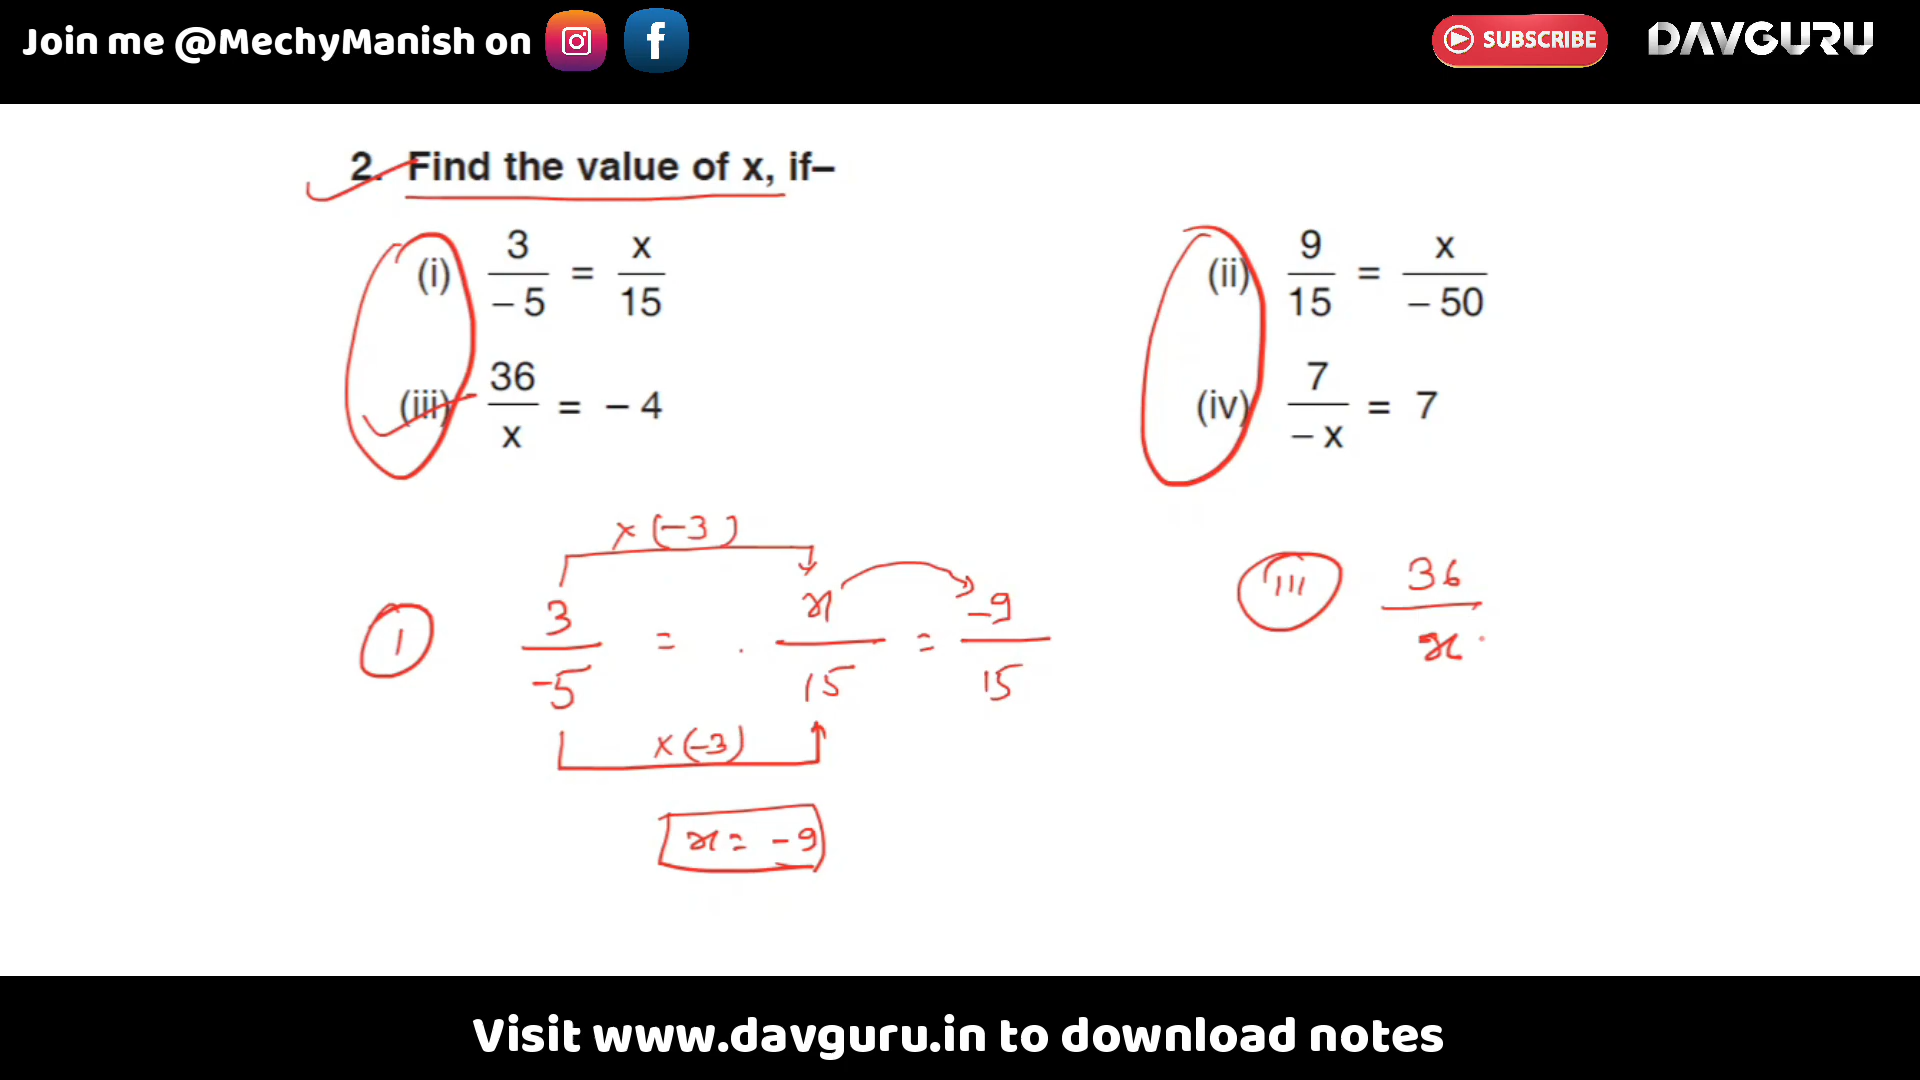 Join me @MechyManish on
SUBSCRIBE
DAVGURU
2. Find the value of x, if–
(i) 3/–5 = x/15
(ii) 9/15 = x/–50
(iii) 36/x = –4
(iv) 7/–x = 7
x(-3)
I 3/-5 = x/15 = -9/15
x(-3)
x = -9
III 36/x
Visit www.davguru.in to download notes